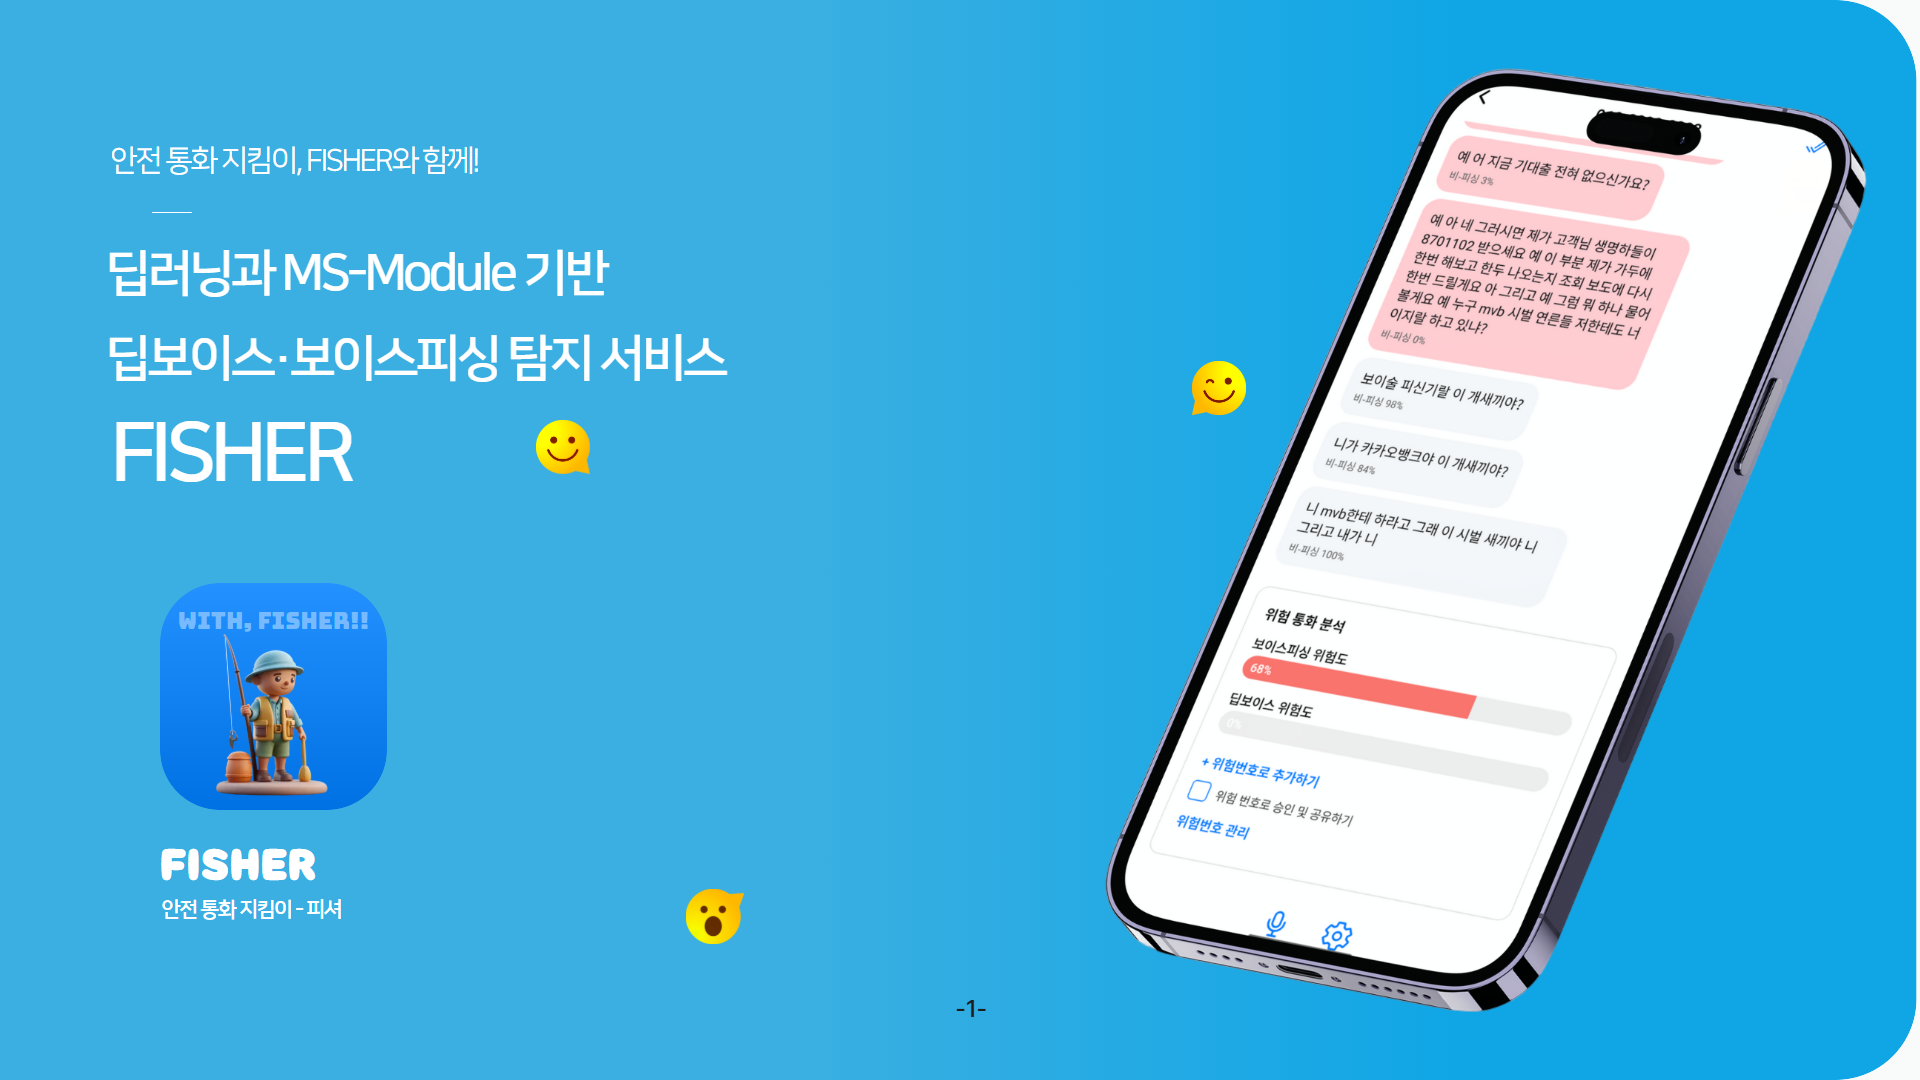 안전 통화 지킴이, FISHER와 함께!
딥러닝과 MS-Module 기반
딥보이스·보이스피싱 탐지 서비스
FISHER
WITH, FISHER!!
FISHER
안전 통화 지킴이 - 피셔
예 어 지금 기대출 전혀 없으신가요?
비-피싱 3%
예 아 네 그러시면 제가 고객님 생명하들이
8701102 받으세요 예 이 부분 제가 가두에
한번 해보고 한두 나오는지 조회 보도에 다시
한번 드릴게요 아 그리고 예 그럼 뭐 하나 물어
볼게요 예 누구 mvb 시벌 연른들 저한테도 너
이지랄 하고 있냐?
비-피싱 0%
보이술 피신기랄 이 개새끼야?
비-피싱 98%
니가 카카오뱅크야 이 개새끼야?
비-피싱 84%
니 mvb한테 하라고 그래 이 시벌 새끼야 니
그리고 내가 니
비-피싱 100%
위험 통화 분석
보이스피싱 위험도
68%
딥보이스 위험도
0%
+ 위험번호로 추가하기
위험 번호로 승인 및 공유하기
위험번호 관리
-1-